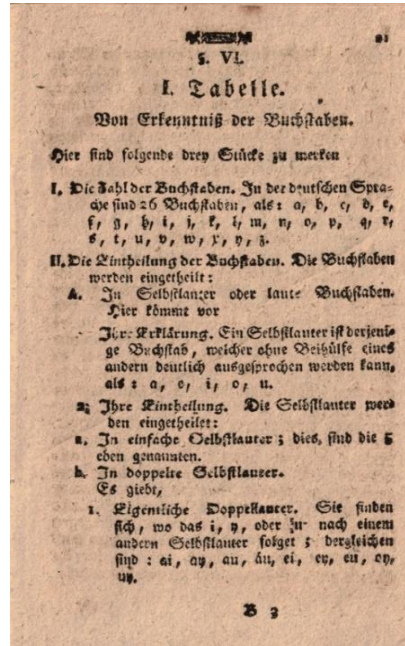 21
§. VI.
I. Tabelle.
Von Erkenntniß der Buchstaben.
Hier sind folgende drey Stücke zu merken
I. Die Zahl der Buchstaben. In der deutschen Spra-
che sind 26 Buchstaben, als: a, b, c, d, e,
f, g, h, i, j, k, l, m, n, o, p, q, r,
s, t, u, v, w, x, y, z.
II. Die Eintheilung der Buchstaben. Die Buchstaben
werden eingetheilt:
A. In Selbstlauter oder laute Buchstaben.
Hier kömmt vor
Ihre Erklärung. Ein Selbstlauter ist derjeni-
ge Buchstab, welcher ohne Beihülfe eines
andern deutlich ausgesprochen werden kann,
als: a, e, i, o, u.
2; Ihre Eintheilung. Die Selbstlauter werd
den eingetheilet:
a. In einfache Selbstlauter; dies, sind die 5
eben genannten.
b. In doppelte Selbstlauter.
Es giebt,
1. Eigentliche Doppellauter. Sie finden
sich, wo das i, y, oder u nach einem
andern Selbstlauter folget; dergleichen
sind: ai, ay, au, äu, ei, ey, eu, oy,
uy.
B 3